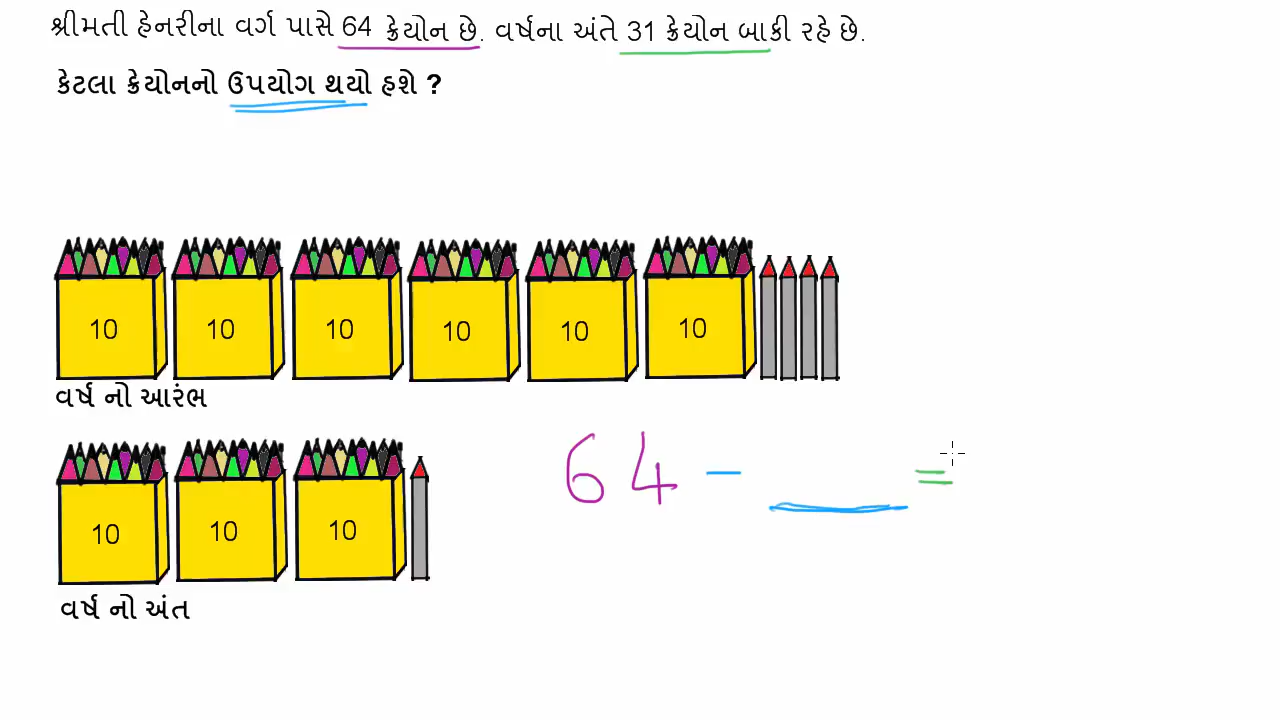 શ્રીમતી હેનરીના વર્ગ પાસે 64 ક્રેયોન છે. વર્ષના અંતે 31 ક્રેયોન બાકી રહે છે.
કેટલા ક્રેયોનનો ઉપયોગ થયો હશે ?
10 10 10 10 10 10
વર્ષ નો આરંભ
10 10 10
64 - ___ =
વર્ષ નો અંત